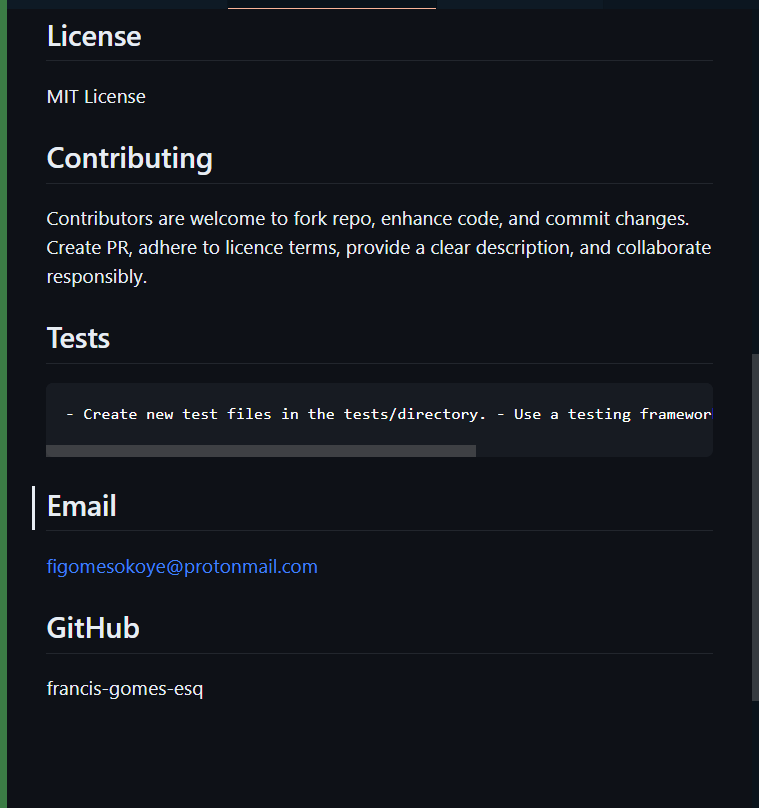 License
MIT License
Contributing
Contributors are welcome to fork repo, enhance code, and commit changes.
Create PR, adhere to licence terms, provide a clear description, and collaborate
responsibly.
Tests
- Create new test files in the tests/directory. - Use a testing framewor
Email
figomesokoye@protonmail.com
GitHub
francis-gomes-esq